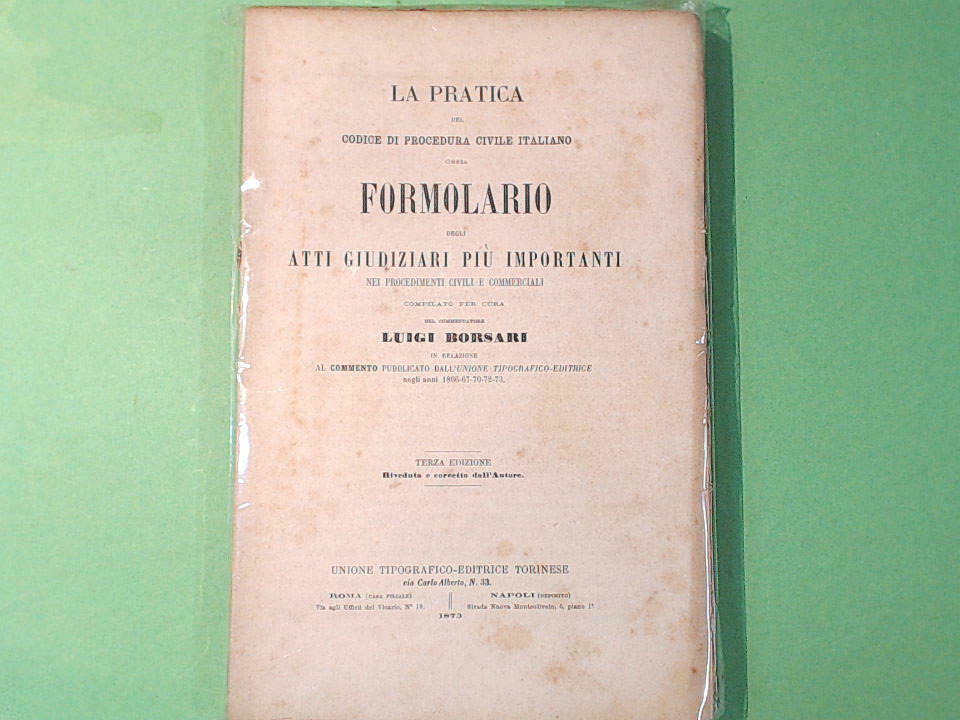 LA PRATICA
DEL
CODICE DI PROCEDURA CIVILE ITALIANO
OSSIA
FORMOLARIO
DEGLI
ATTI GIUDIZIARI PIÙ IMPORTANTI
NEI PROCEDIMENTI CIVILI E COMMERCIALI
COMPILATO PER CURA
DEL COMMENDATORE
LUIGI BORSARI
IN RELAZIONE
AL COMMENTO PUBBLICATO DALL'UNIONE TIPOGRAFICO-EDITRICE
negli anni 1866-67-70-72-73.
TERZA EDIZIONE
Riveduta e corretta dall'Autore.
UNIONE TIPOGRAFICO-EDITRICE TORINESE
via Carlo Alberto, N. 33.
ROMA (CASA FILIALE)
Via agli Uffici del Vicario, N° 19.
NAPOLI (DEPOSITO)
Strada Nuova Monteoliveto, 6, piano 1°
1873